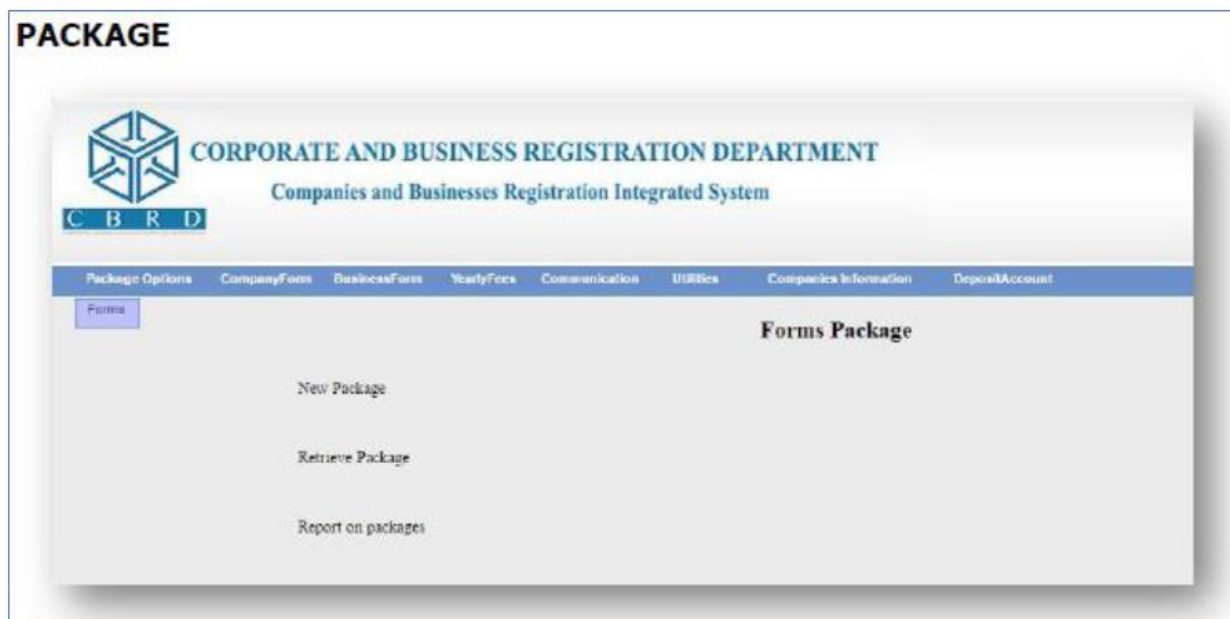 PACKAGE
CORPORATE AND BUSINESS REGISTRATION DEPARTMENT
Companies and Businesses Registration Integrated System
C B R D
Package Options CompanyForm BusinessForm YearlyFees Communication Utilities Companies Information DepositAccount
Forms
Forms Package
New Package
Retrieve Package
Report on packages